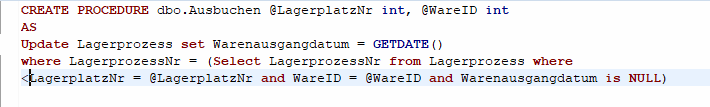 CREATE PROCEDURE dbo.Ausbuchen @LagerplatzNr int, @WareID int
AS
Update Lagerprozess set Warenausgangdatum = GETDATE()
where LagerprozessNr = (Select LagerprozessNr from Lagerprozess where
<LagerplatzNr = @LagerplatzNr and WareID = @WareID and Warenausgangdatum is NULL)